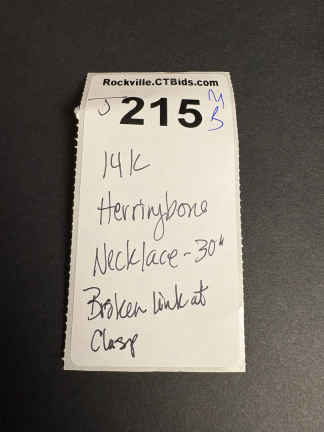 Rockville.CTBids.com
215
14K
Herringbone
Necklace - 30"
Broken Link at
Clasp